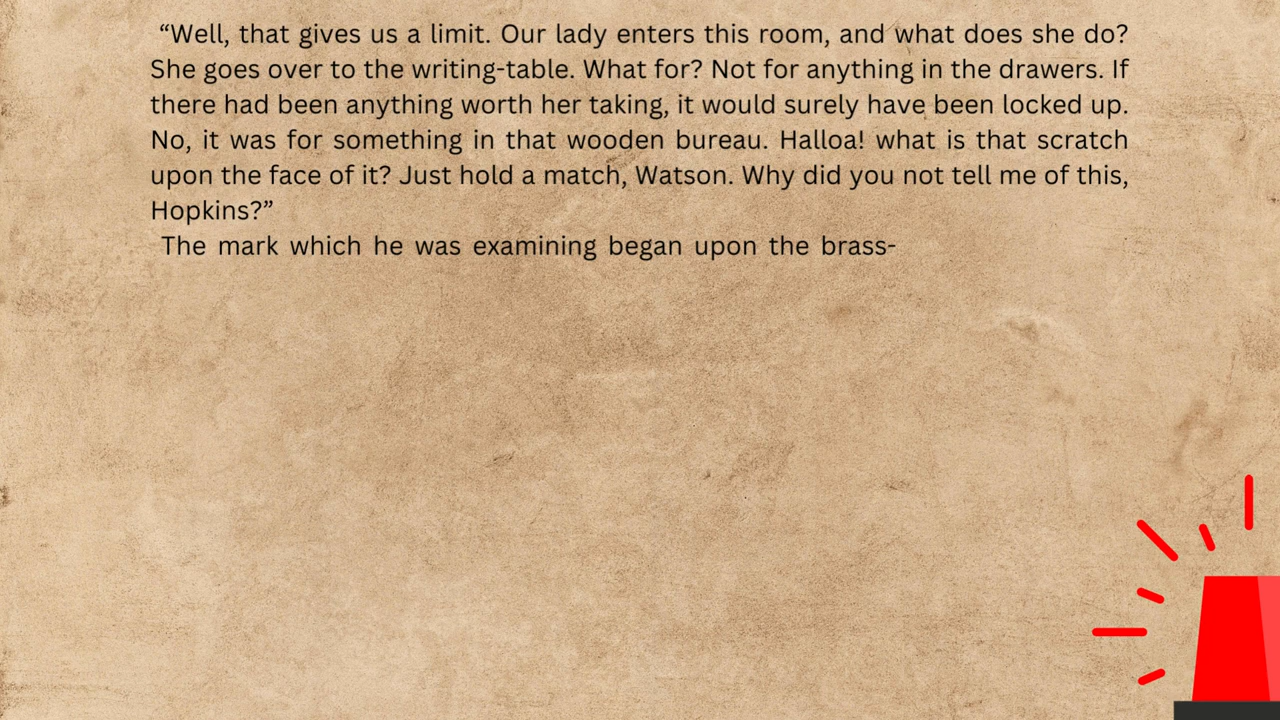 “Well, that gives us a limit. Our lady enters this room, and what does she do?
She goes over to the writing-table. What for? Not for anything in the drawers. If
there had been anything worth her taking, it would surely have been locked up.
No, it was for something in that wooden bureau. Halloa! what is that scratch
upon the face of it? Just hold a match, Watson. Why did you not tell me of this,
Hopkins?”
The mark which he was examining began upon the brass-